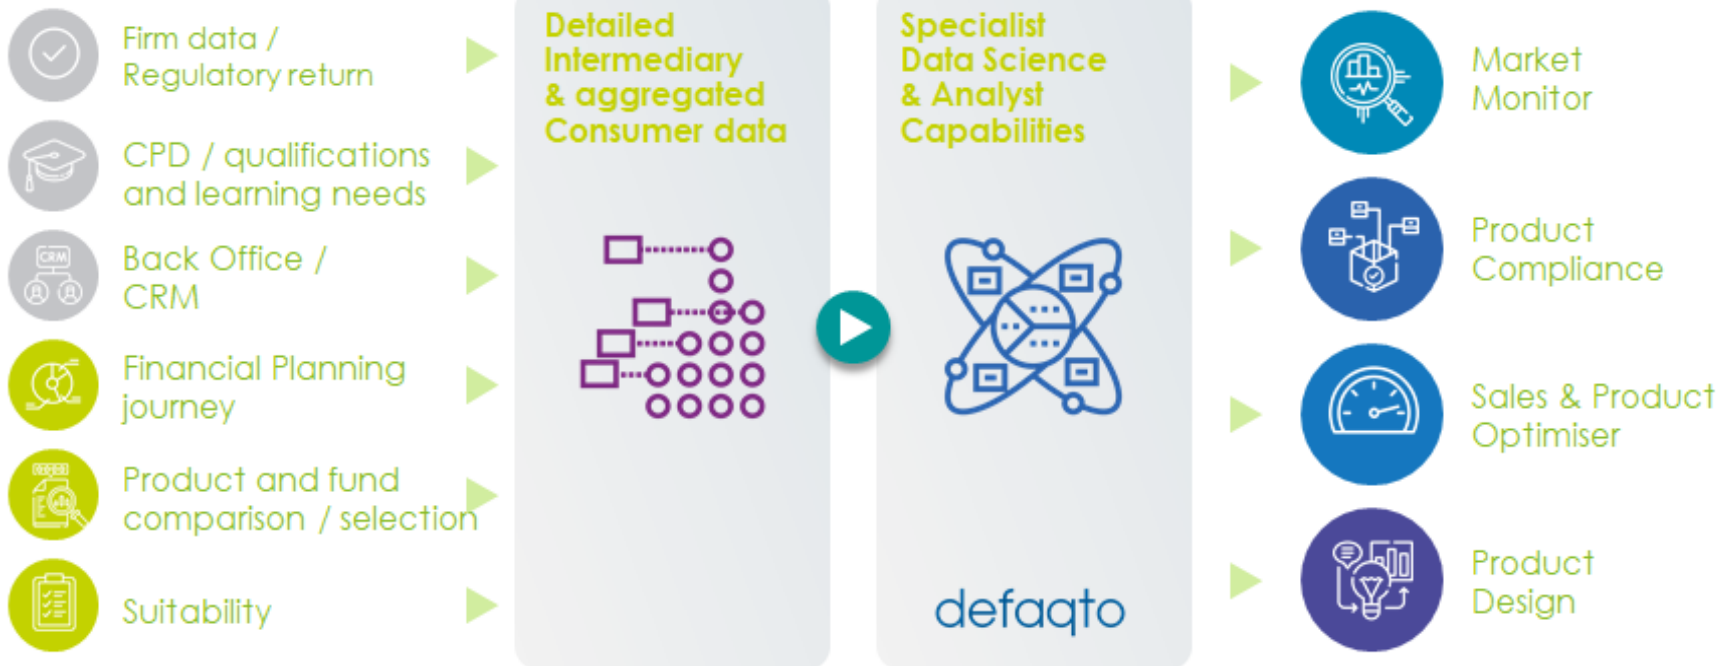 Firm data /
Regulatory return
CPD / qualifications
and learning needs
Back Office /
CRM
CRM
Financial Planning
journey
Product and fund
comparison / selection
Suitability
Detailed
Intermediary
& aggregated
Consumer data
Specialist
Data Science
& Analyst
Capabilities
defaqto
Market
Monitor
Product
Compliance
Sales & Product
Optimiser
Product
Design